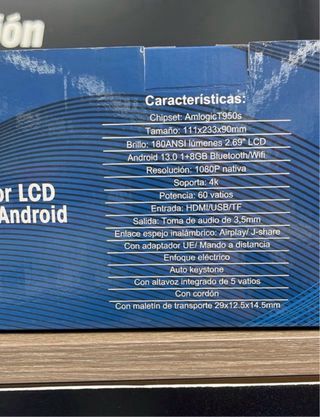 ión
Características:
Chipset: AmlogicT950s
Tamaño: 111x233x90mm
Brillo: 180ANSI lúmenes 2.69" LCD
Android 13.0 1+8GB Bluetooth/Wifi
Resolución: 1080P nativa
Soporta: 4k
Potencia: 60 vatios
Entrada: HDMI/USB/TF
Salida: Toma de audio de 3,5mm
Enlace espejo inalámbrico: Airplay/ J-share
Con adaptador UE/ Mando a distancia
Enfoque eléctrico
Auto keystone
Con altavoz integrado de 5 vatios
Con cordón
Con maletín de transporte 29x12.5x14.5mm
or LCD
Android